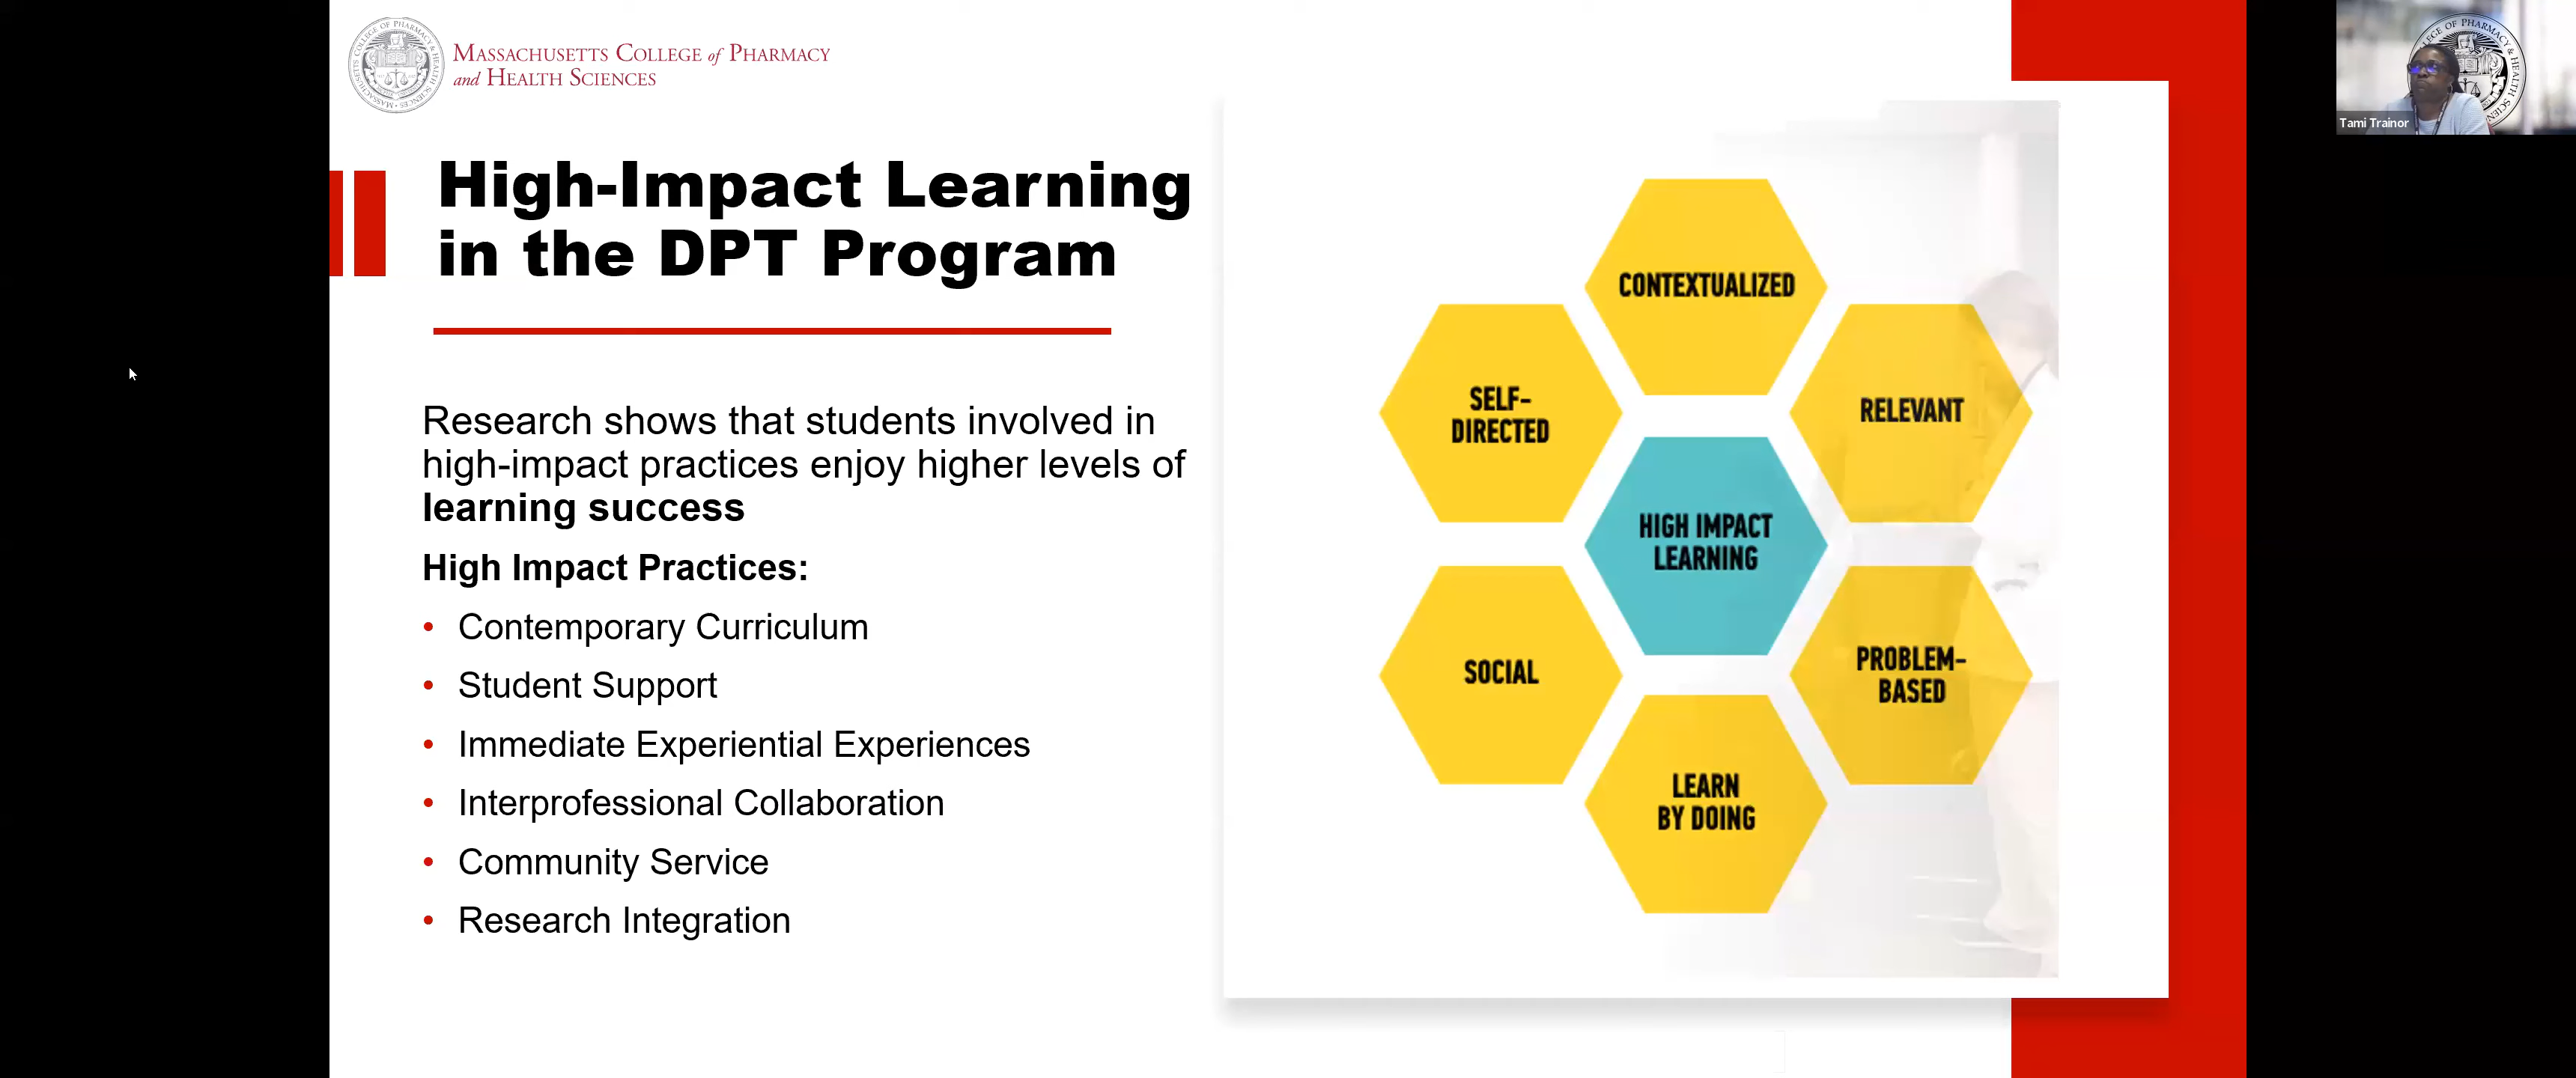 MASSACHUSETTS COLLEGE of PHARMACY
and HEALTH SCIENCES
High-Impact Learning
in the DPT Program
Research shows that students involved in
high-impact practices enjoy higher levels of
learning success
High Impact Practices:
• Contemporary Curriculum
• Student Support
• Immediate Experiential Experiences
• Interprofessional Collaboration
• Community Service
• Research Integration
CONTEXTUALIZED
SELF-
DIRECTED
RELEVANT
HIGH IMPACT
LEARNING
SOCIAL
PROBLEM-
BASED
LEARN
BY DOING
Tami Trainor